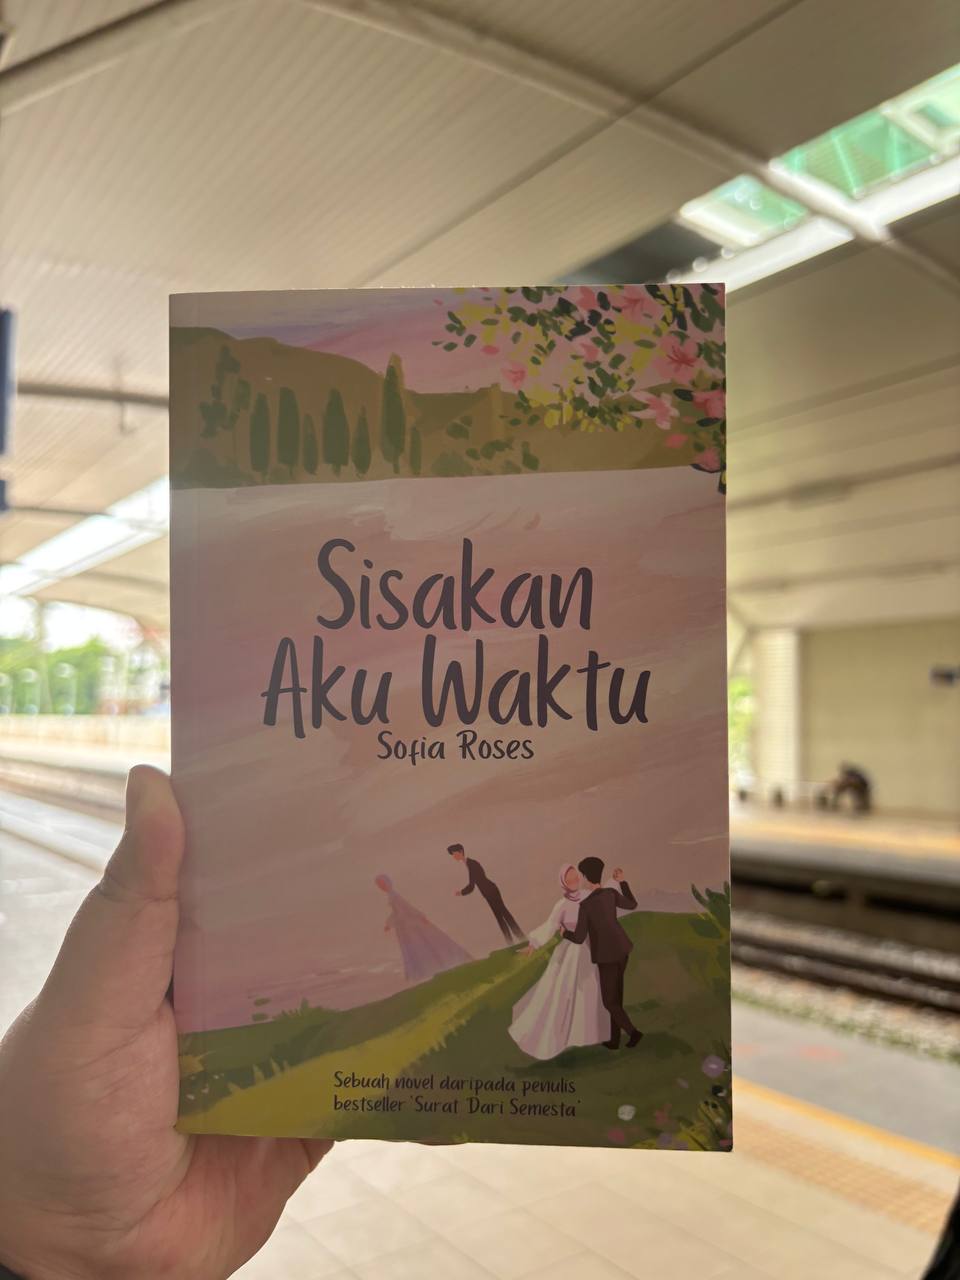 Sisakan
Aku Waktu
Sofia Roses
Sebuah novel daripada penulis
bestseller 'Surat Dari Semesta'